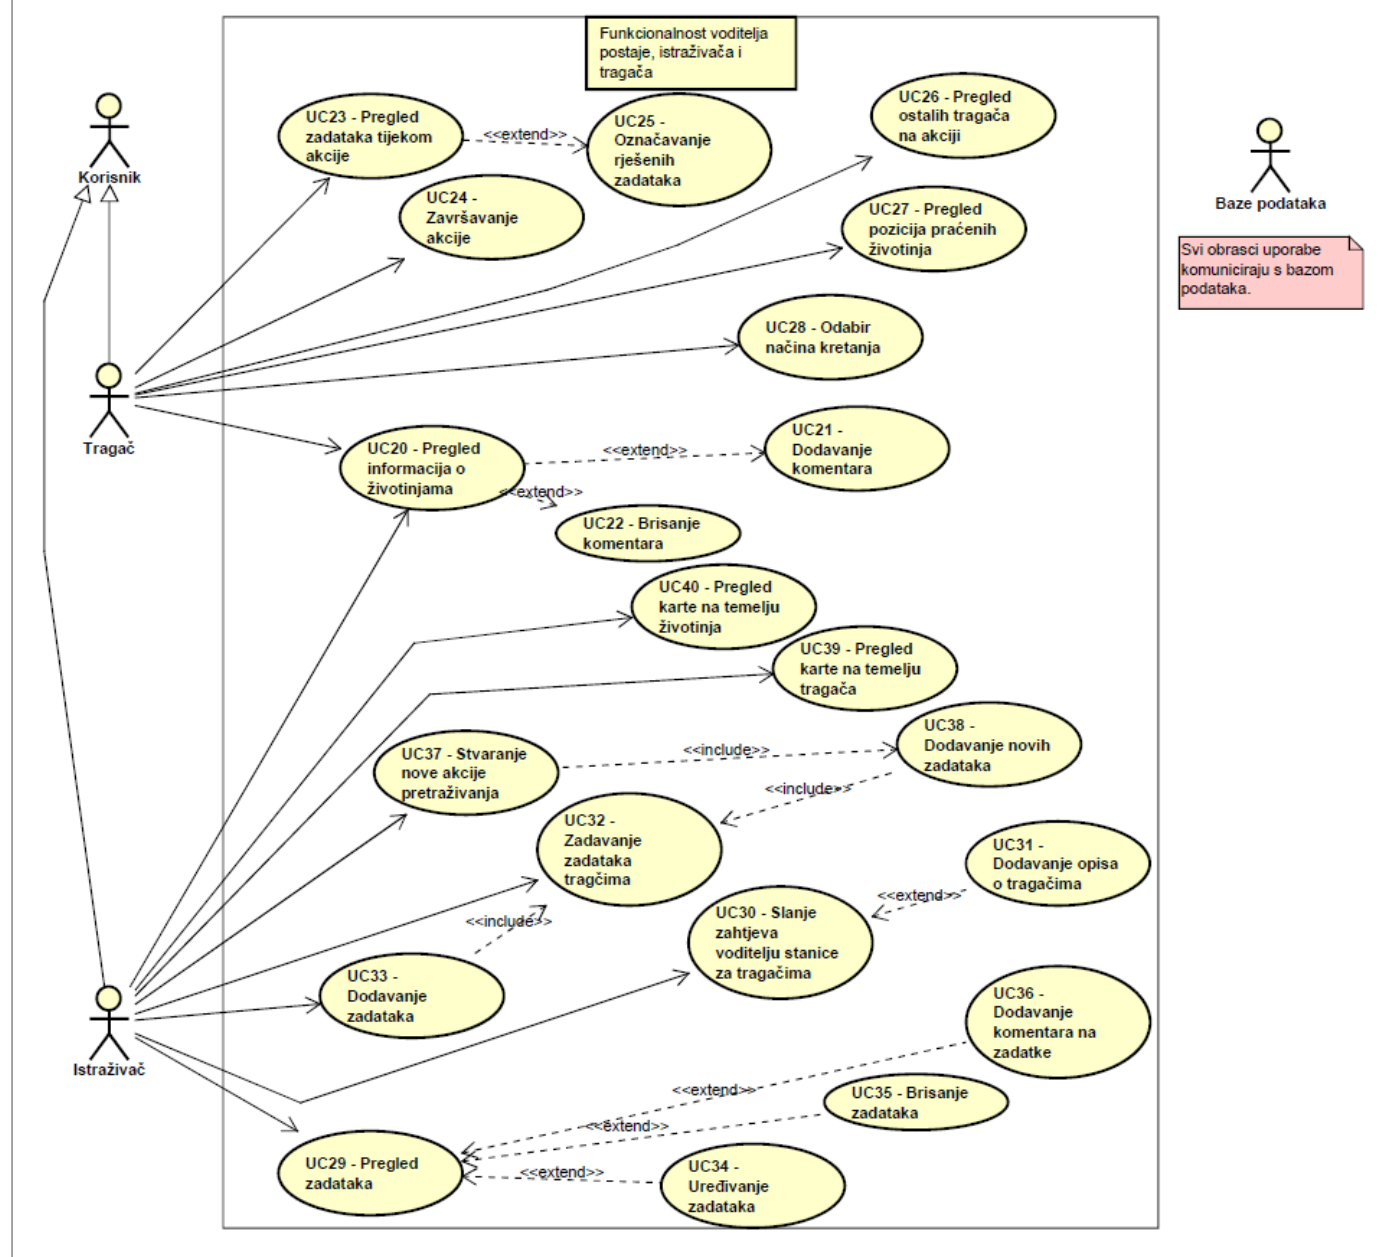 Funkcionalnost voditelja
postaje, istraživača i
tragača
Korisnik
UC23 - Pregled
zadataka tijekom
akcije
<<extend>>
UC25 -
Označavanje
rješenih
zadataka
UC26 - Pregled
ostalih tragača
na akciji
Baze podataka
Svi obrasci uporabe
komuniciraju s bazom
podataka.
UC24 -
Završavanje
akcije
UC27 - Pregled
pozicija praćenih
životinja
UC28 - Odabir
načina kretanja
Tragač
UC20 - Pregled
informacija o
životinjama
<<extend>>
UC21 -
Dodavanje
komentara
<<extend>>
UC22 - Brisanje
komentara
UC40 - Pregled
karte na temelju
životinja
UC39 - Pregled
karte na temelju
tragača
UC37 - Stvaranje
nove akcije
pretraživanja
<<include>>
UC38 -
Dodavanje novih
zadataka
<<include>>
UC32 -
Zadavanje
zadataka
tragčima
UC31 -
Dodavanje opisa
o tragačima
<<extend>>
<<include>>
UC30 - Slanje
zahtjeva
voditelju stanice
za tragačima
UC33 -
Dodavanje
zadataka
Istraživač
UC36 -
Dodavanje
komentara na
zadatke
<<extend>>
UC35 - Brisanje
zadataka
<<extend>>
UC29 - Pregled
zadataka
<<extend>>
UC34 -
Uređivanje
zadataka